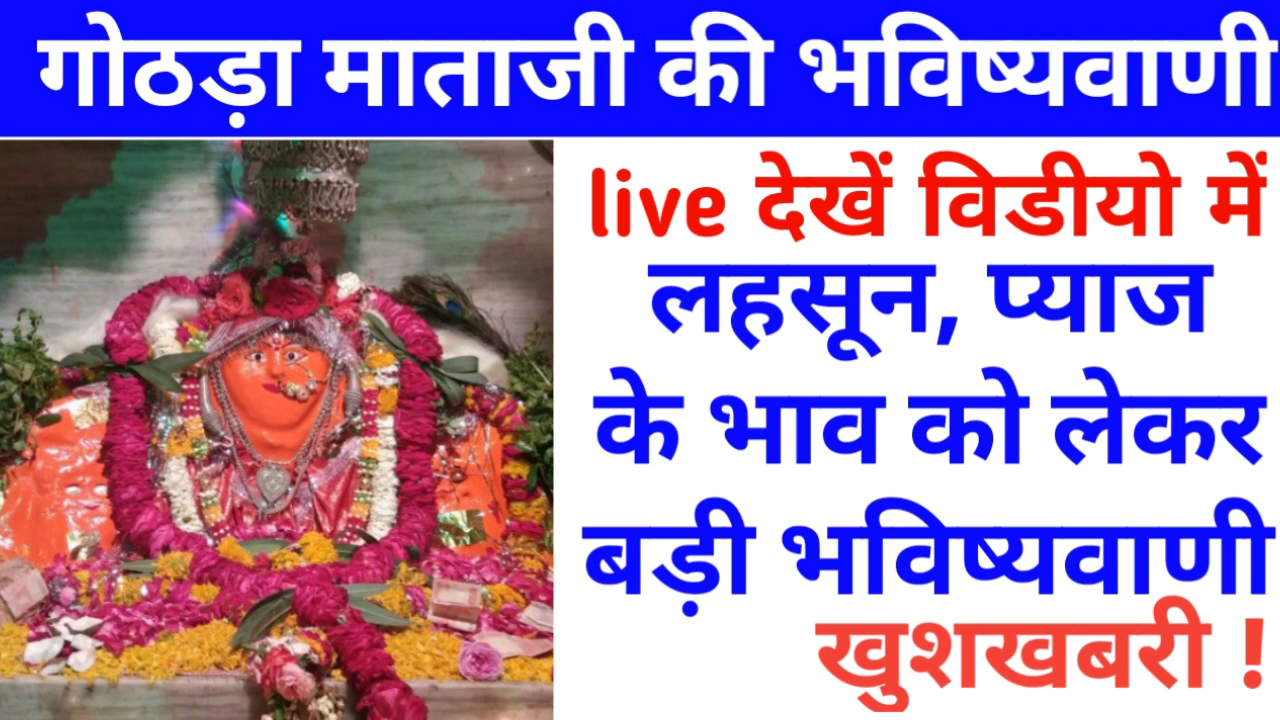 गोठड़ा माताजी की भविष्यवाणी
live देखें विडीयो में
लहसून, प्याज
के भाव को लेकर
बड़ी भविष्यवाणी
खुशखबरी !